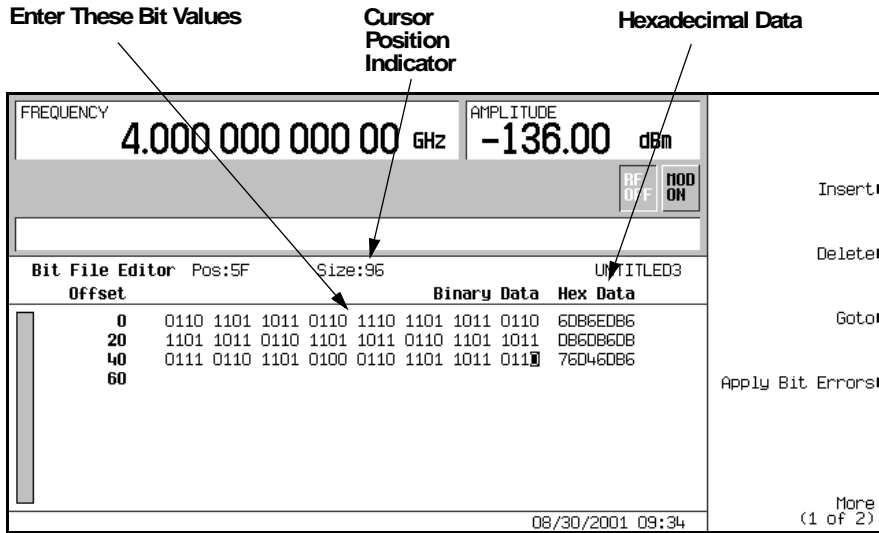 Enter These Bit Values
Cursor
Position
Indicator
Hexadecimal Data
FREQUENCY
4.000 000 000 00 GHz
AMPLITUDE
-136.00 dBm
RF
OFF
MOD
ON
Insert
Delete
Goto
Apply Bit Errors
More
(1 of 2)
Bit File Editor Pos:5F Size:96 UNTITLED3
Offset Binary Data Hex Data
0 0110 1101 1011 0110 1110 1101 1011 0110 6DB6EDB6
20 1101 1011 0110 1101 1011 0110 1101 1011 DB6DB6DB
40 0111 0110 1101 0100 0110 1101 1011 0110 76D46DB6
60
08/30/2001 09:34